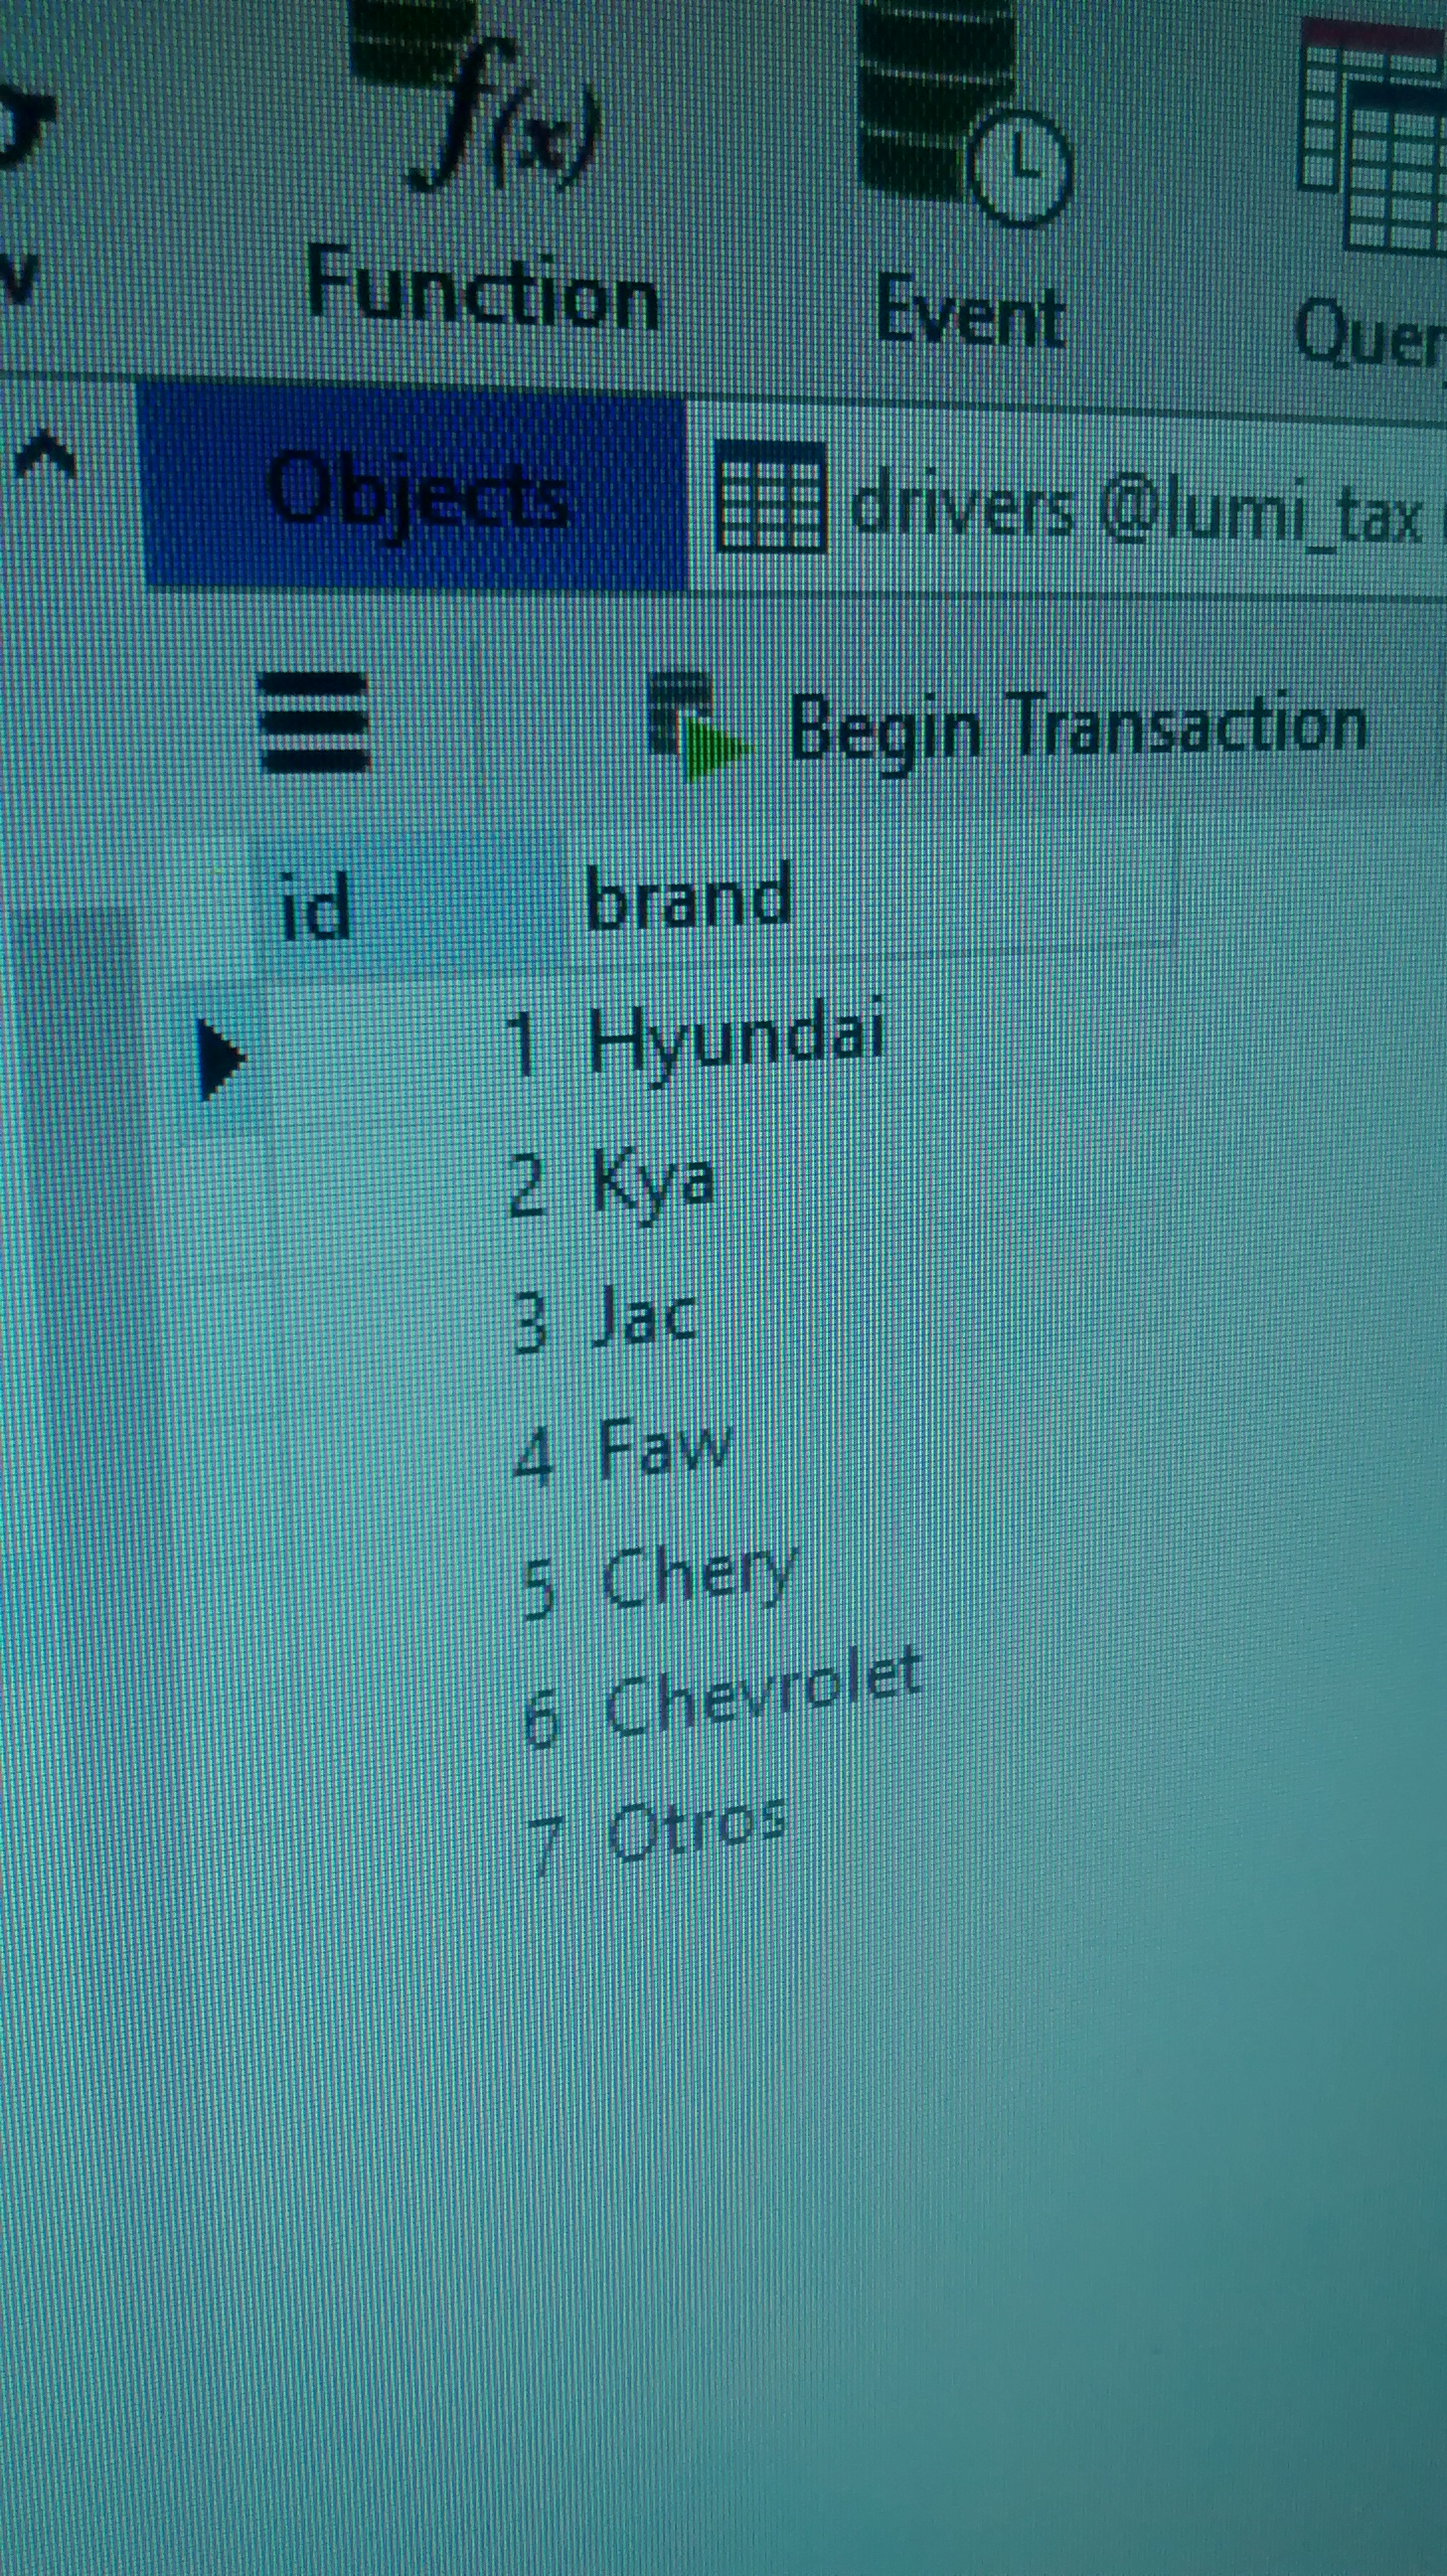 f(x)
Function
Event
Objects
drivers @lumi_tax
Begin Transaction
id brand
1 Hyundai
2 Kya
3 Jac
4 Faw
5 Chery
6 Chevrolet
7 Otros